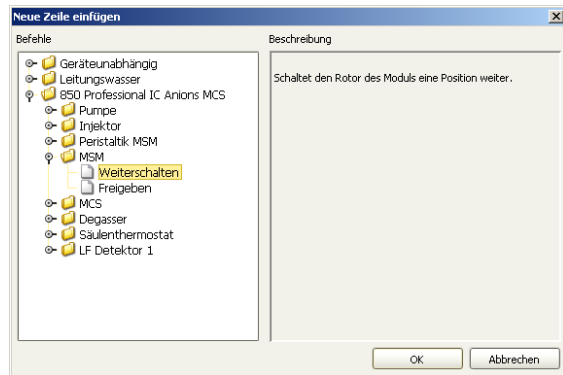 Neue Zeile einfügen
Befehle
Geräteunabhängig
Leitungswasser
850 Professional IC Anions MCS
Pumpe
Injektor
Peristaltik MSM
MSM
Weiterschalten
Freigeben
MCS
Degasser
Säulenthermostat
LF Detektor 1
Beschreibung
Schaltet den Rotor des Moduls eine Position weiter.
OK
Abbrechen